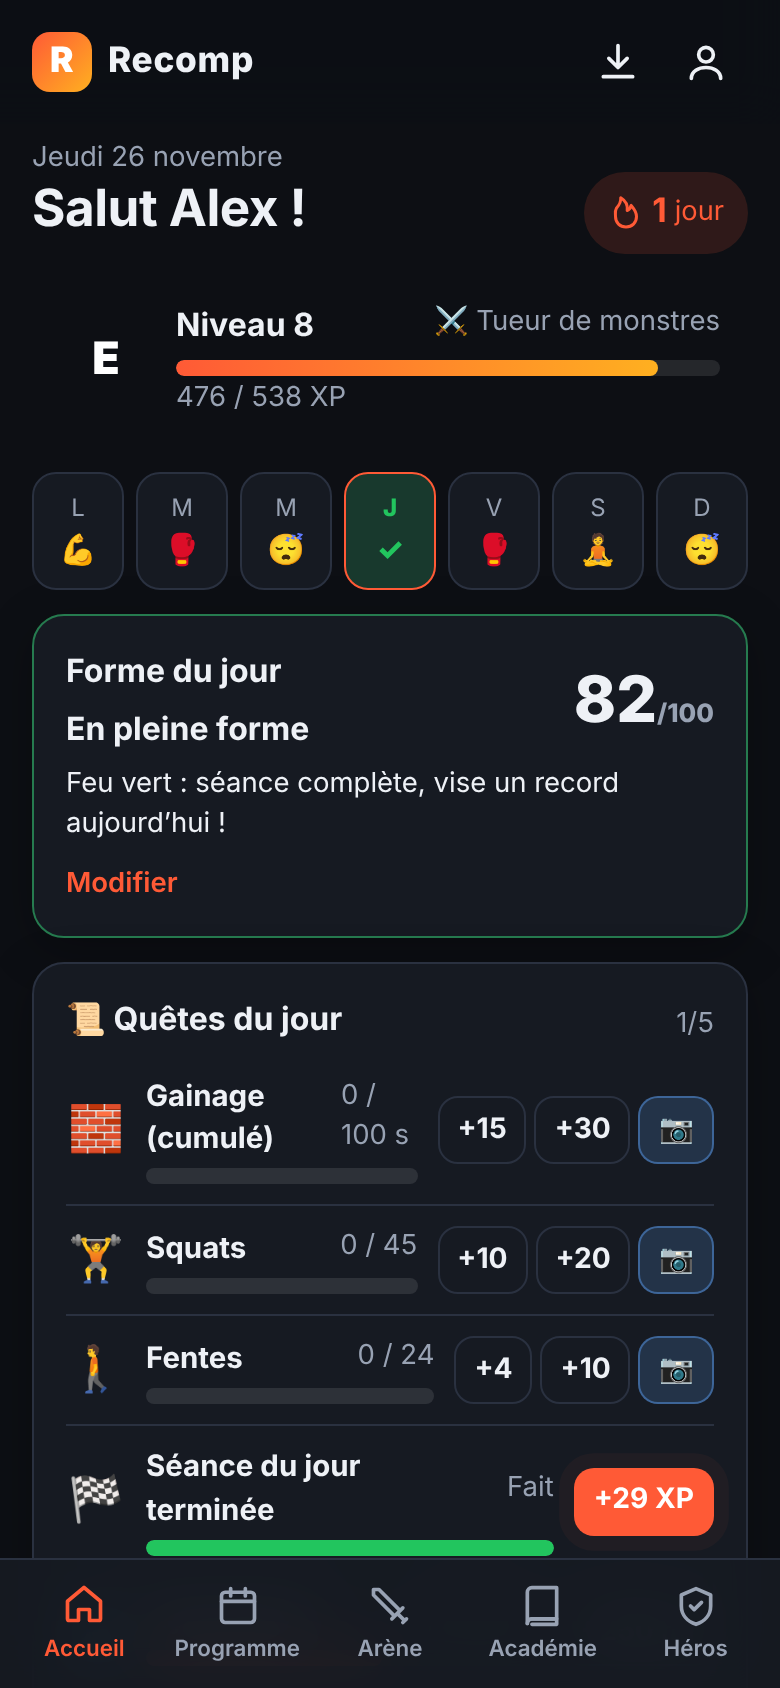 R Recomp
Jeudi 26 novembre
Salut Alex !
1 jour
E
Niveau 8
⚔️ Tueur de monstres
476 / 538 XP
L M M J V S D
Forme du jour
82/100
En pleine forme
Feu vert : séance complète, vise un record
aujourd’hui !
Modifier
📜 Quêtes du jour
1/5
Gainage
(cumulé)
0 /
100 s
+15 +30
Squats 0 / 45 +10 +20
Fentes 0 / 24 +4 +10
Séance du jour
terminée
Fait
+29 XP
Accueil Programme Arène Académie Héros